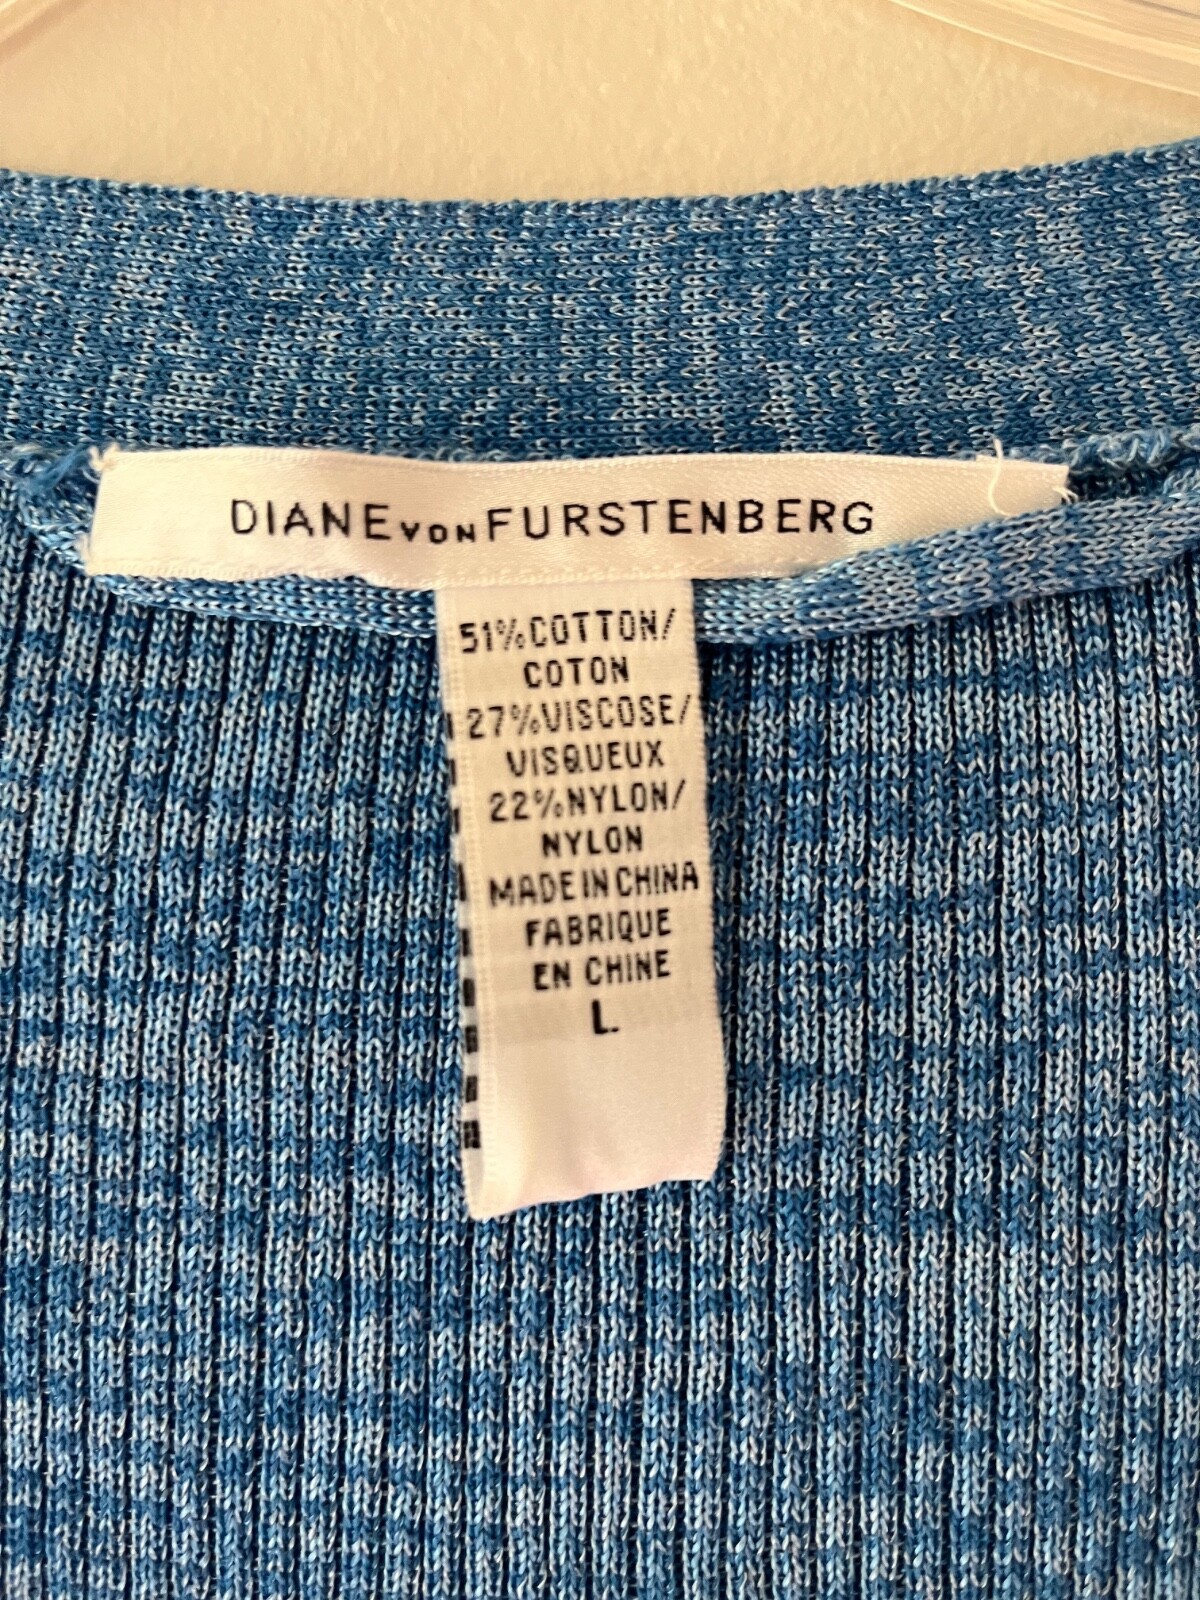 DIANE VON FURSTENBERG
51%COTTON/
COTON
27%VISCOSE/
VISQUEUX
22%NYLON/
NYLON
MADE IN CHINA
FABRIQUE
EN CHINE
L.